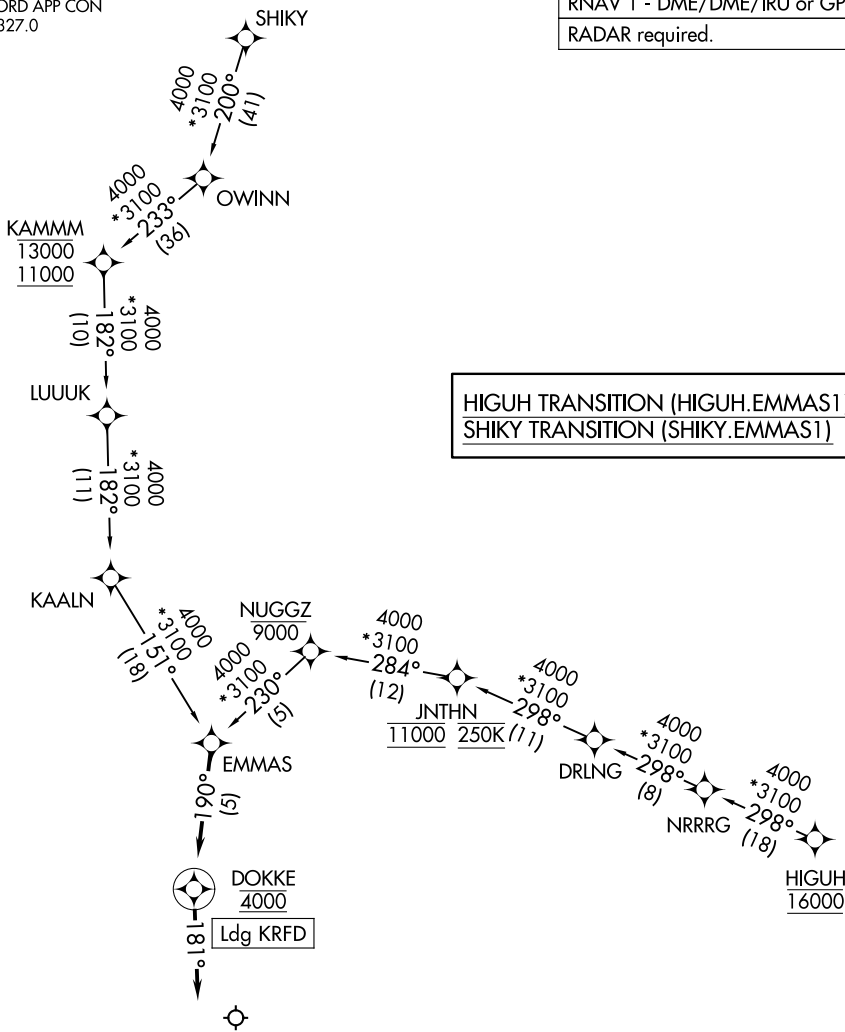 ORD APP CON
327.0
RNAV 1 - DME/DME/IRU or GP
RADAR required.
SHIKY
4000
*3100
200°
(41)
OWINN
4000
*3100
233°
(36)
KAMMM
13000
11000
4000
*3100
182°
(10)
LUUUK
4000
*3100
182°
(11)
KAALN
HIGUH TRANSITION (HIGUH.EMMAS1)
SHIKY TRANSITION (SHIKY.EMMAS1)
4000
*3100
151°
(18)
NUGGZ
9000
4000
*3100
230°
(5)
4000
*3100
284°
(12)
JNTHN
11000 250K
4000
*3100
298°
(11)
DRLNG
4000
*3100
298°
(8)
NRRRG
4000
*3100
298°
(18)
HIGUH
16000
EMMAS
190°
(5)
DOKKE
4000
Ldg KRFD
181°